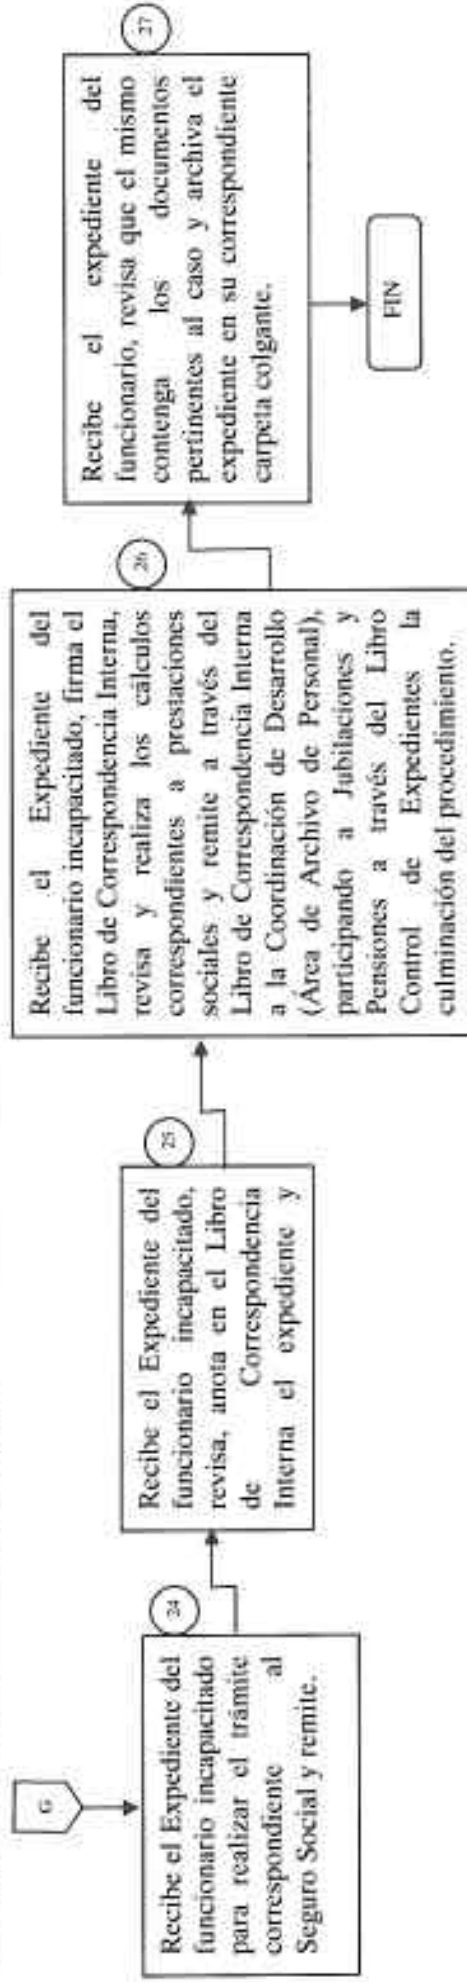 G
24
Recibe el Expediente del
funcionario incapacitado
para realizar el trámite
correspondiente al
Seguro Social y remite.
25
Recibe el Expediente del
funcionario incapacitado,
revisa, anota en el Libro
de Correspondencia
Interna el expediente y
26
Recibe el Expediente del
funcionario incapacitado, firma el
Libro de Correspondencia Interna,
revisa y realiza los cálculos
correspondientes a prestaciones
sociales y remite a través del
Libro de Correspondencia Interna
a la Coordinación de Desarrollo
(Área de Archivo de Personal),
participando a Jubilaciones y
Pensiones a través del Libro
Control de Expedientes la
culminación del procedimiento.
27
Recibe el expediente del
funcionario, revisa que el mismo
contenga los documentos
pertinentes al caso y archiva el
expediente en su correspondiente
carpeta colgante.
FIN